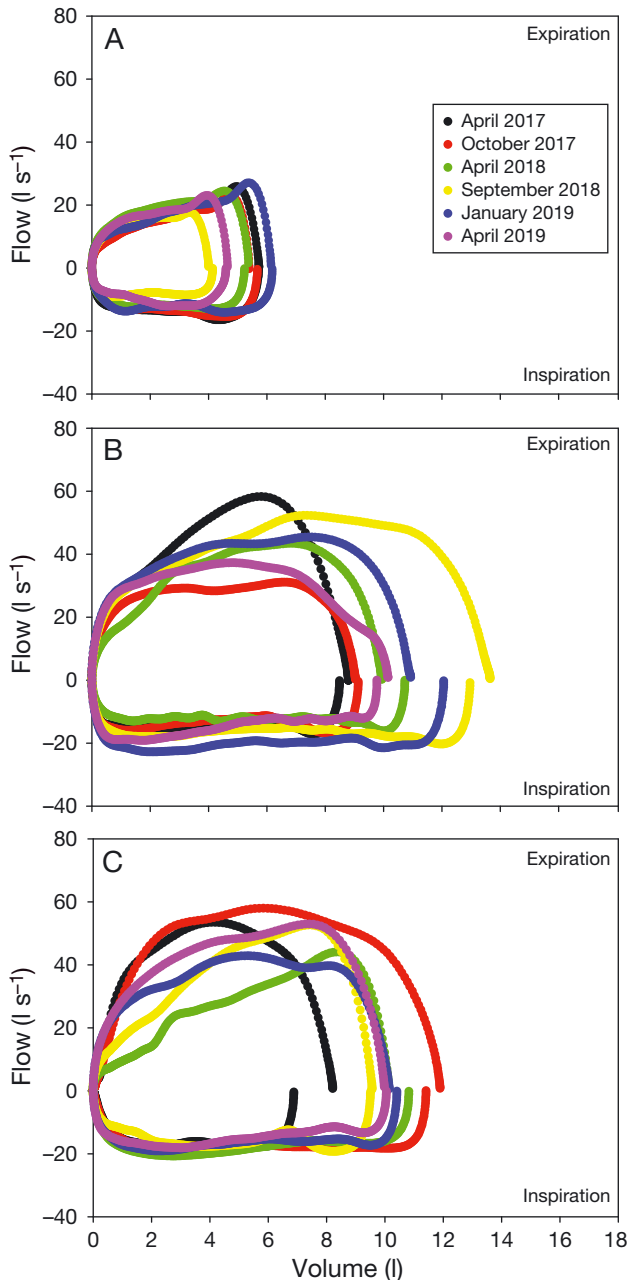 A
Expiration
80
60
40
20
0
−20
−40
Flow (l s⁻¹)
April 2017
October 2017
April 2018
September 2018
January 2019
April 2019
Inspiration
B
Expiration
80
60
40
20
0
−20
−40
Flow (l s⁻¹)
Inspiration
C
Expiration
80
60
40
20
0
−20
−40
Flow (l s⁻¹)
Inspiration
0 2 4 6 8 10 12 14 16 18
Volume (l)